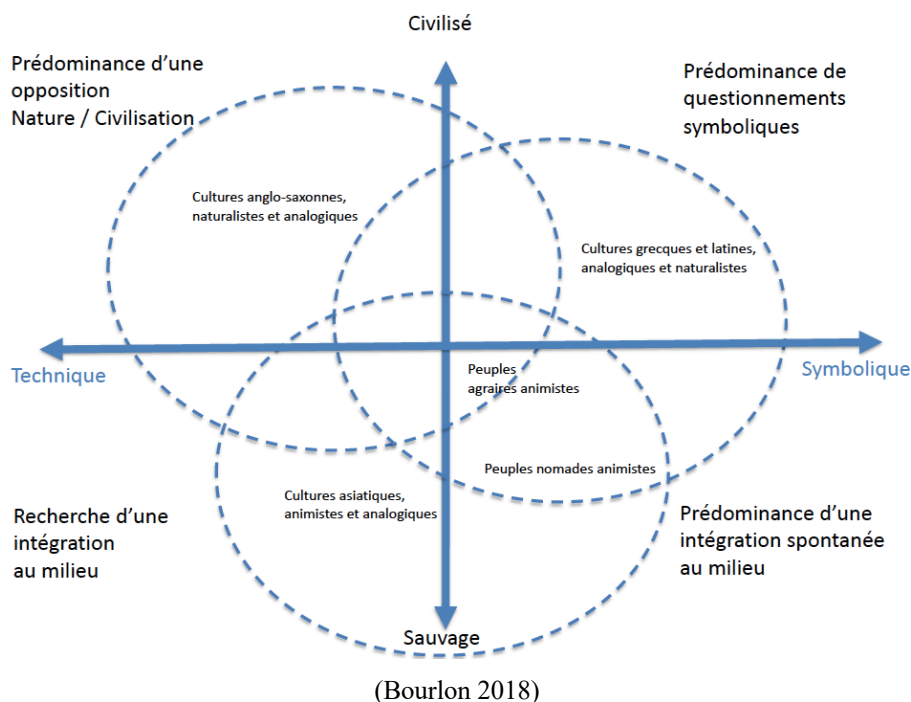 Civilisé
Prédominance d’une
opposition
Nature / Civilisation
Prédominance de
questionnements
symboliques
Cultures anglo-saxonnes,
naturalistes et analogiques
Cultures grecques et latines,
analogiques et naturalistes
Technique
Symbolique
Peuples
agraires animistes
Peuples nomades animistes
Cultures asiatiques,
animistes et analogiques
Recherche d’une
intégration
au milieu
Prédominance d’une
intégration spontanée
au milieu
Sauvage
(Bourlon 2018)